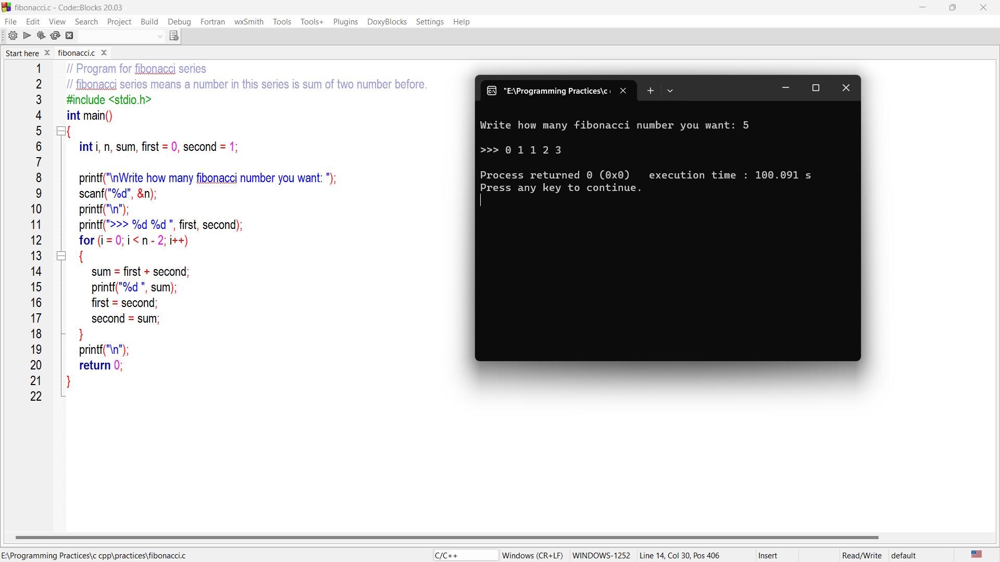 fibonacci.c - Code::Blocks 20.03
File Edit View Search Project Build Debug Fortran wxSmith Tools Tools+ Plugins DoxyBlocks Settings Help
Start here fibonacci.c
1 // Program for fibonacci series
2 // fibonacci series means a number in this series is sum of two number before.
3 #include <stdio.h>
4 int main()
5 {
6 int i, n, sum, first = 0, second = 1;
7
8 printf("\nWrite how many fibonacci number you want: ");
9 scanf("%d", &n);
10 printf("\n");
11 printf(">>> %d %d ", first, second);
12 for (i = 0; i < n - 2; i++)
13 {
14 sum = first + second;
15 printf("%d ", sum);
16 first = second;
17 second = sum;
18 }
19 printf("\n");
20 return 0;
21 }
22
"E:\Programming Practices\c
Write how many fibonacci number you want: 5
>>> 0 1 1 2 3
Process returned 0 (0x0)   execution time : 100.091 s
Press any key to continue.
E:\Programming Practices\c cpp\practices\fibonacci.c C/C++ Windows (CR+LF) WINDOWS-1252 Line 14, Col 30, Pos 406 Insert Read/Write default